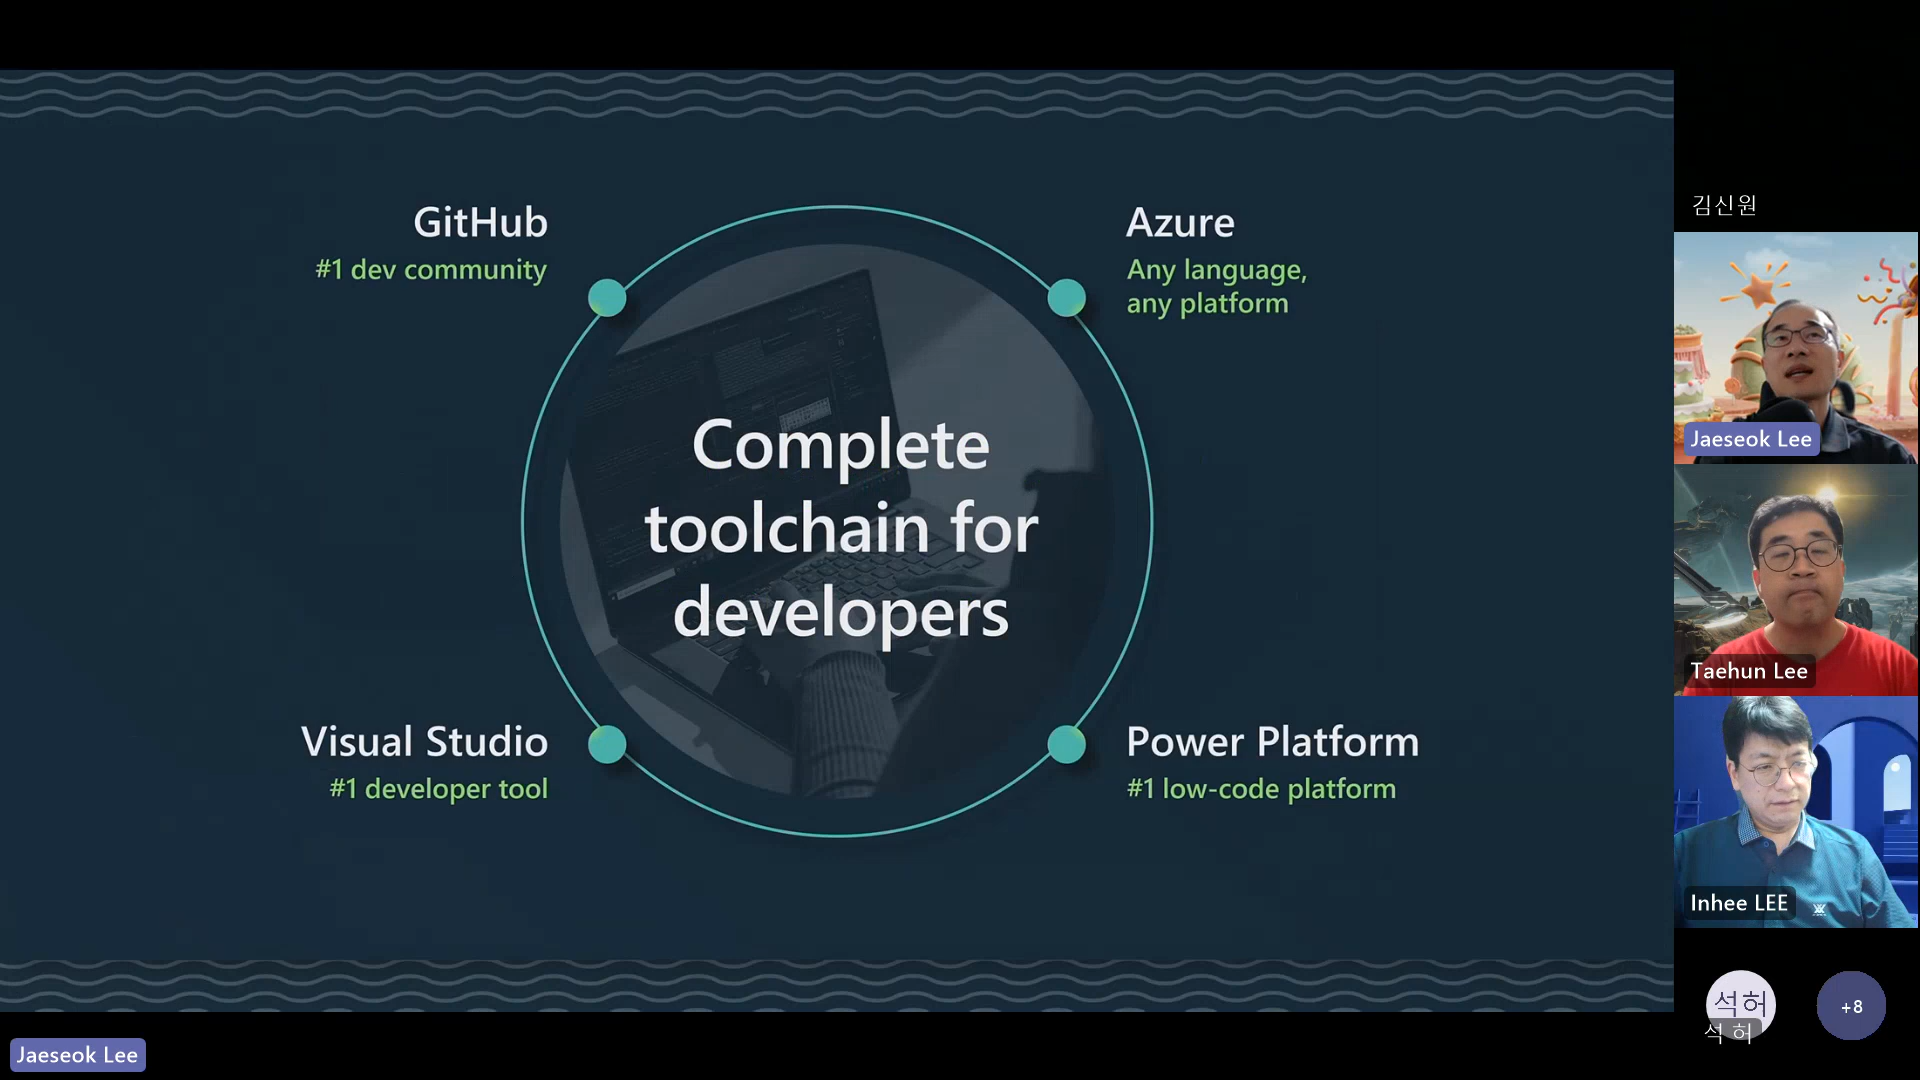 GitHub
#1 dev community
Azure
Any language,
any platform
Complete
toolchain for
developers
Visual Studio
#1 developer tool
Power Platform
#1 low-code platform
김신원
Jaeseok Lee
Taehun Lee
Inhee LEE
석허
석 허
+8
Jaeseok Lee